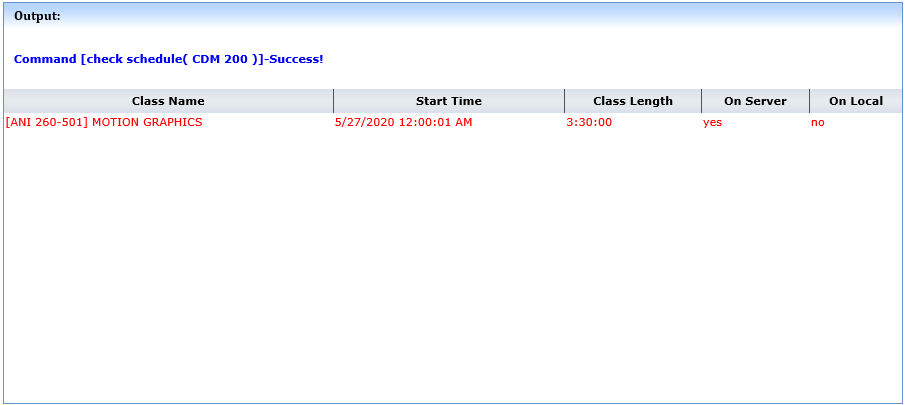 Output:
Command [check schedule( CDM 200 )]-Success!
Class Name Start Time Class Length On Server On Local
[ANI 260-501] MOTION GRAPHICS 5/27/2020 12:00:01 AM 3:30:00 yes no